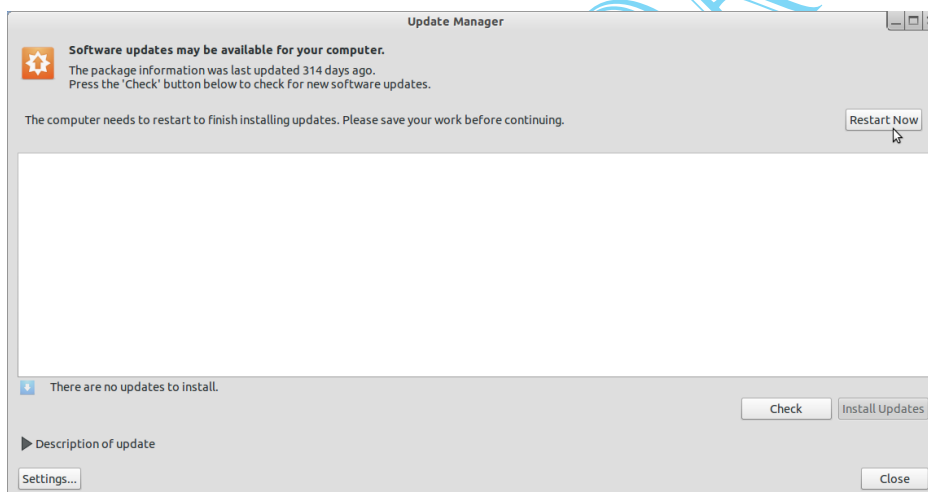 Update Manager
Software updates may be available for your computer.
The package information was last updated 314 days ago.
Press the 'Check' button below to check for new software updates.
The computer needs to restart to finish installing updates. Please save your work before continuing.
Restart Now
There are no updates to install.
Check
Install Updates
Description of update
Settings...
Close